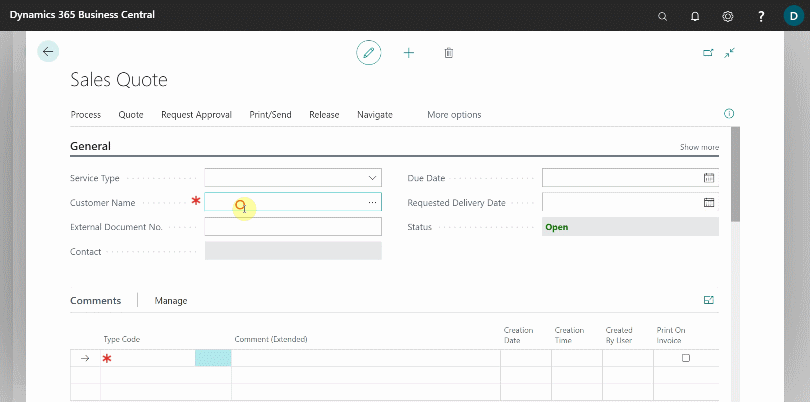 Dynamics 365 Business Central
?
D
Sales Quote
Process Quote Request Approval Print/Send Release Navigate More options
General Show more
Service Type Due Date
Customer Name * Requested Delivery Date
External Document No. Status Open
Contact
Comments Manage
Type Code Comment (Extended) Creation Date Creation Time Created By User Print On Invoice
*